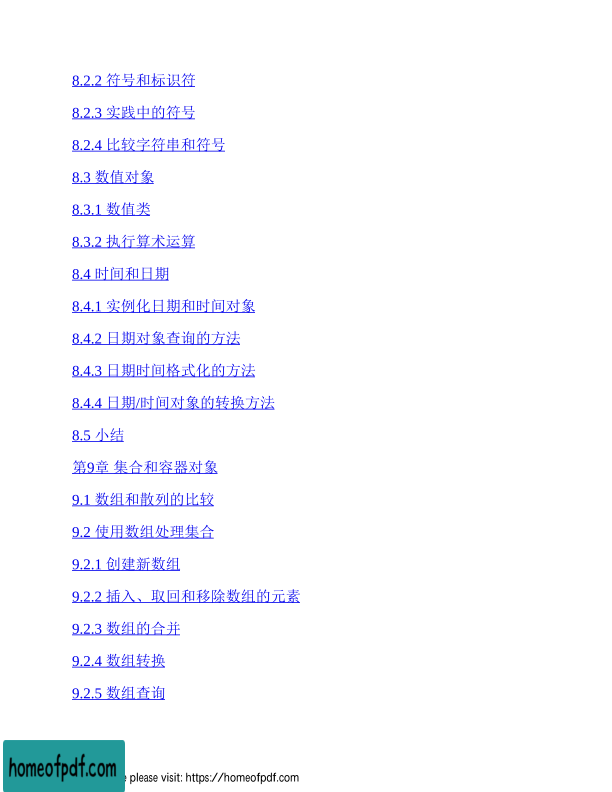 8.2.2 符号和标识符
8.2.3 实践中的符号
8.2.4 比较字符串和符号
8.3 数值对象
8.3.1 数值类
8.3.2 执行算术运算
8.4 时间和日期
8.4.1 实例化日期和时间对象
8.4.2 日期对象查询的方法
8.4.3 日期时间格式化的方法
8.4.4 日期/时间对象的转换方法
8.5 小结
第9章 集合和容器对象
9.1 数组和散列的比较
9.2 使用数组处理集合
9.2.1 创建新数组
9.2.2 插入、取回和移除数组的元素
9.2.3 数组的合并
9.2.4 数组转换
9.2.5 数组查询
homeofpdf.com
please visit: https://homeofpdf.com